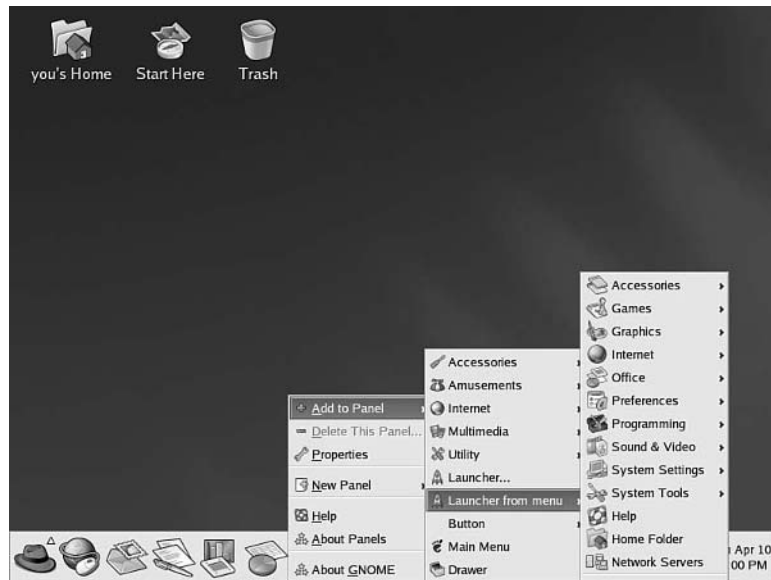 you's Home
Start Here
Trash
Add to Panel
Delete This Panel...
Properties
New Panel
Help
About Panels
About GNOME
Accessories
Amusements
Internet
Multimedia
Utility
Launcher...
Launcher from menu
Button
Main Menu
Drawer
Accessories
Games
Graphics
Internet
Office
Preferences
Programming
Sound & Video
System Settings
System Tools
Help
Home Folder
Network Servers
Apr 10
00 PM